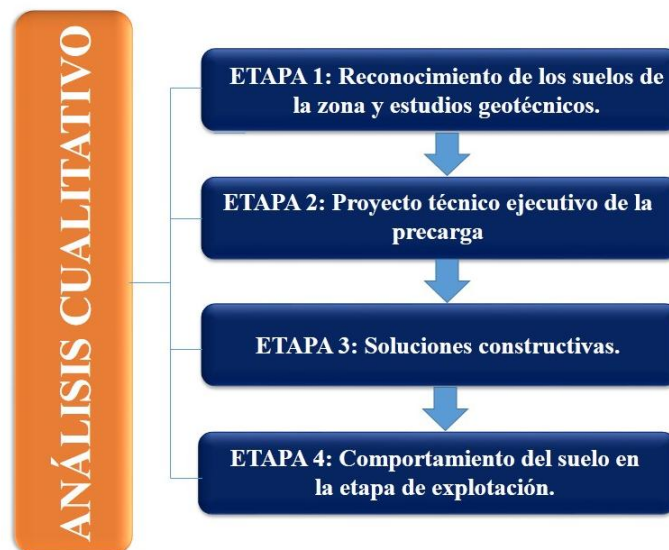 ANÁLISIS CUALITATIVO
ETAPA 1: Reconocimiento de los suelos de
la zona y estudios geotécnicos.
ETAPA 2: Proyecto técnico ejecutivo de la
precarga
ETAPA 3: Soluciones constructivas.
ETAPA 4: Comportamiento del suelo en
la etapa de explotación.